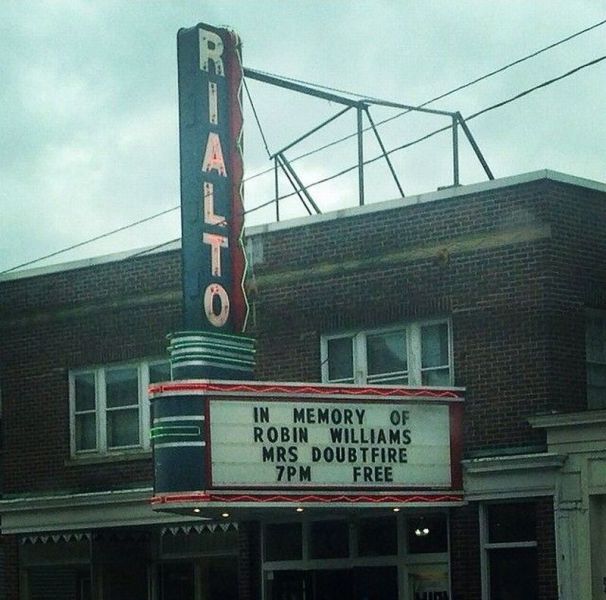 RIALTO
IN MEMORY OF
ROBIN WILLIAMS
MRS DOUBTFIRE
7PM FREE